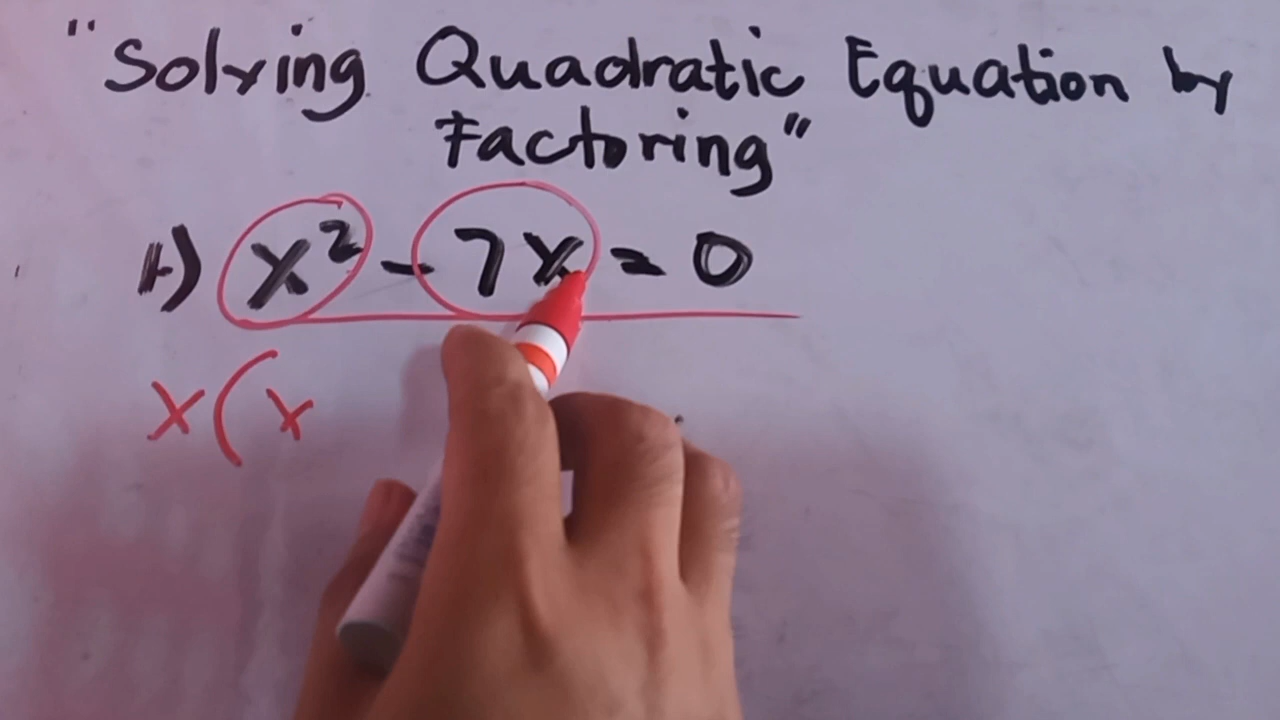 "Solving Quadratic Equation by
Factoring"
1.) x² - 7x = 0
x(x